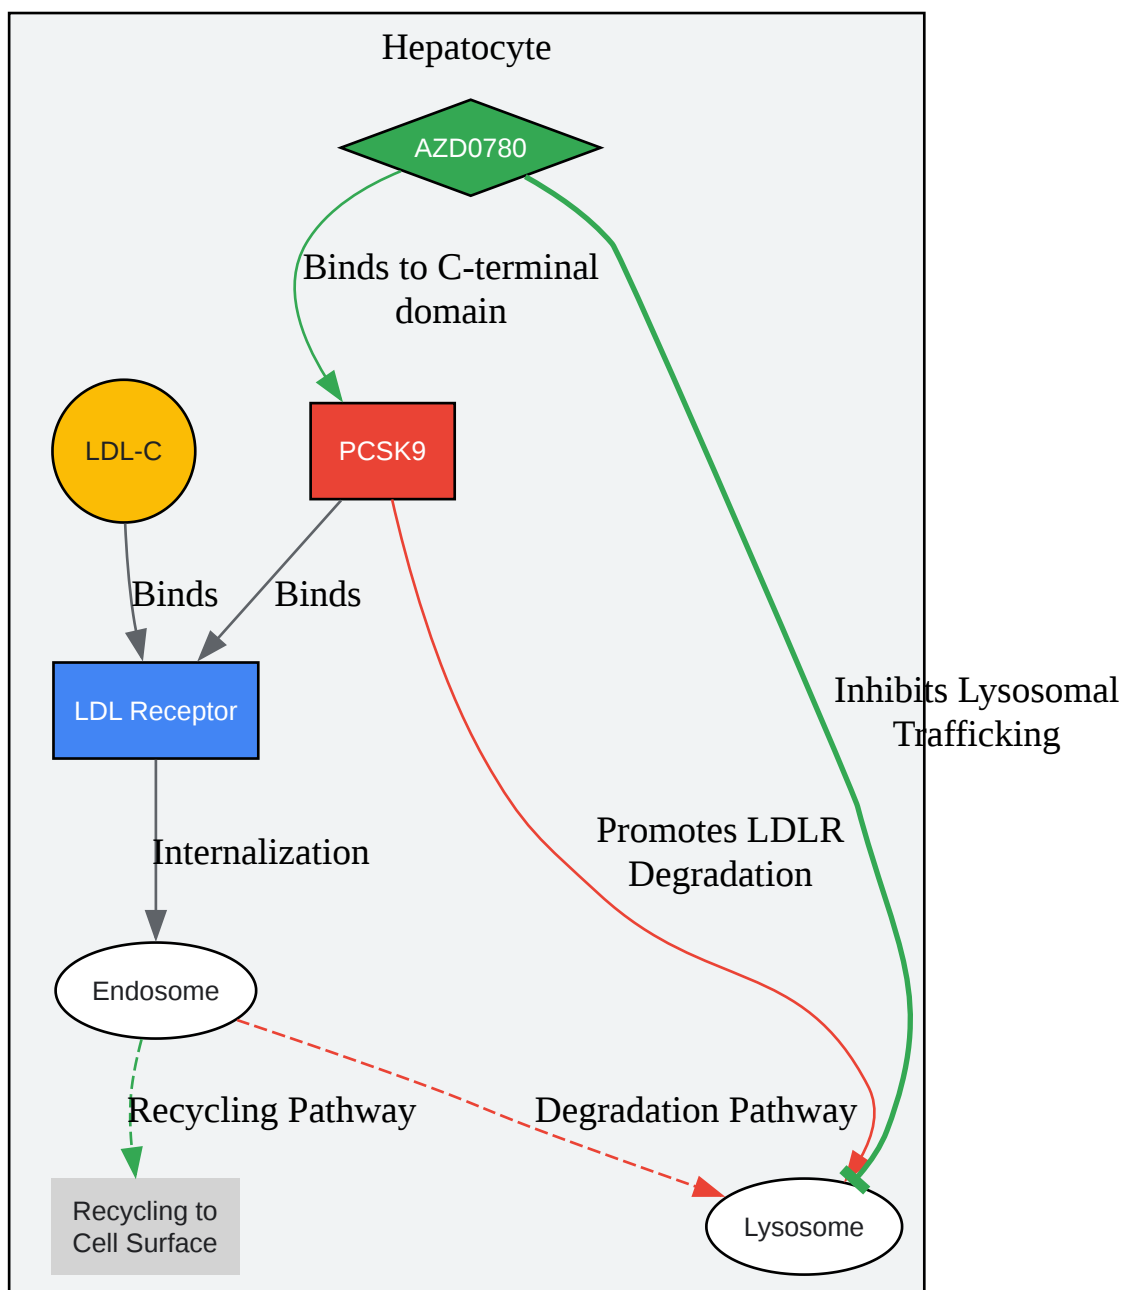 Hepatocyte
AZD0780
Binds to C-terminal
domain
LDL-C
PCSK9
Binds
Binds
LDL Receptor
Inhibits Lysosomal
Trafficking
Promotes LDLR
Degradation
Internalization
Endosome
Recycling Pathway
Degradation Pathway
Recycling to
Cell Surface
Lysosome